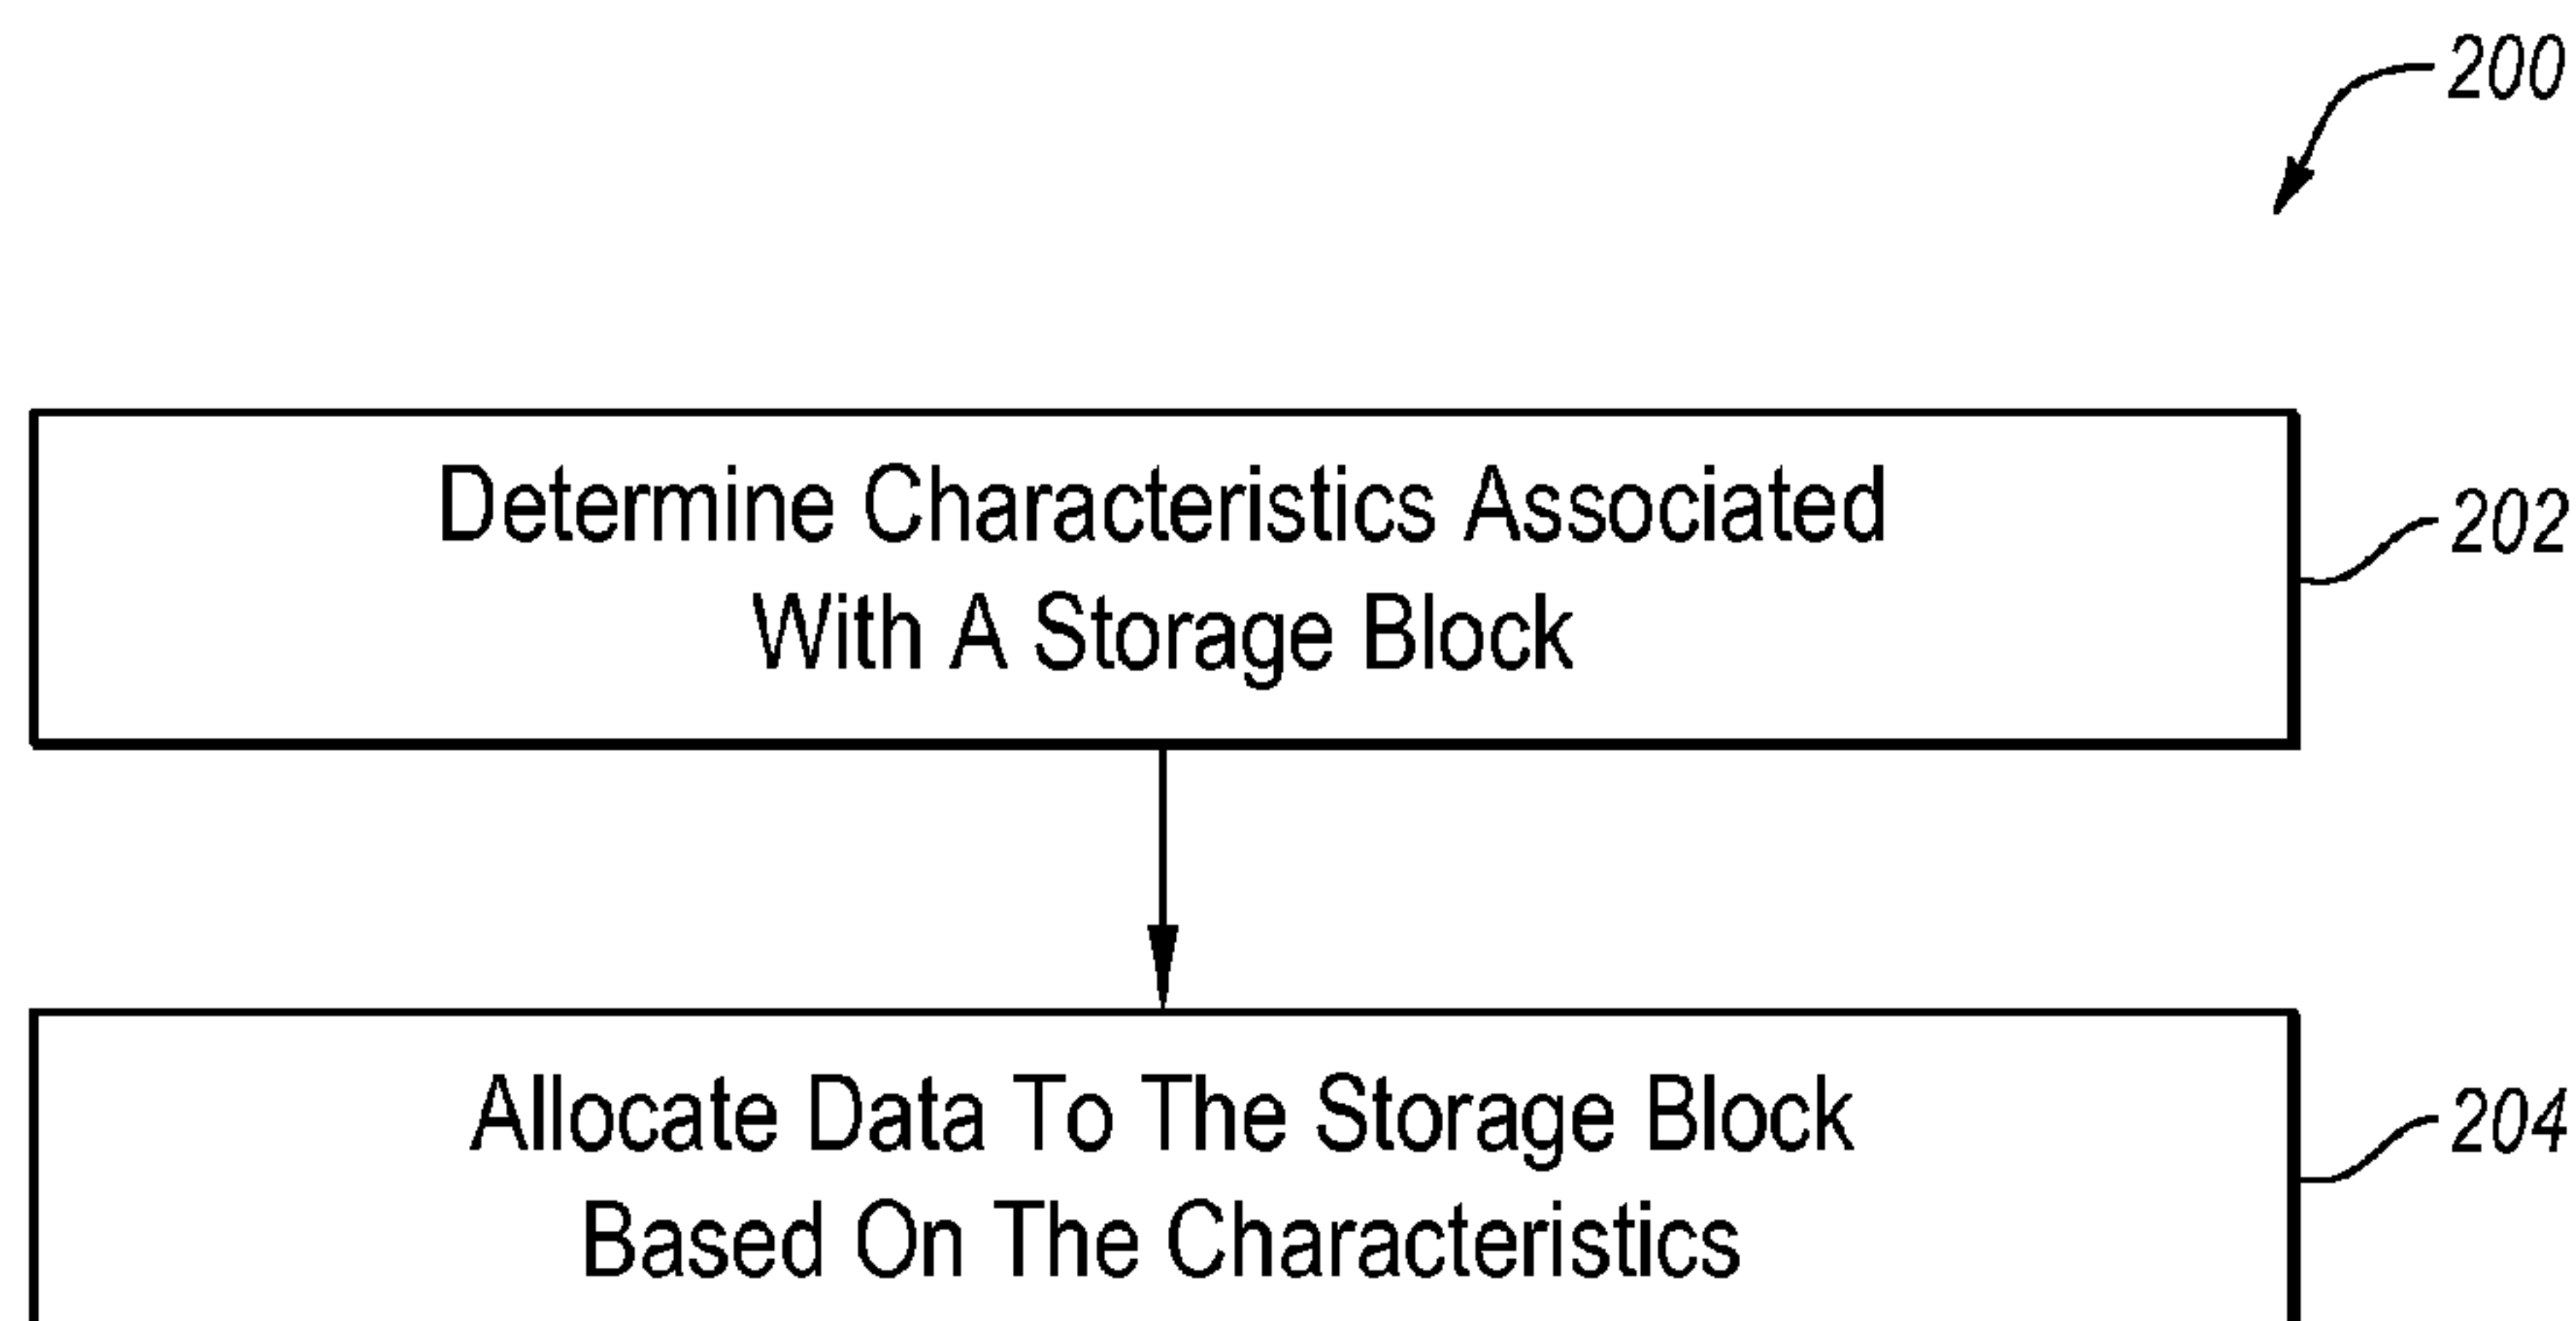 200
Determine Characteristics Associated
With A Storage Block
202
Allocate Data To The Storage Block
Based On The Characteristics
204